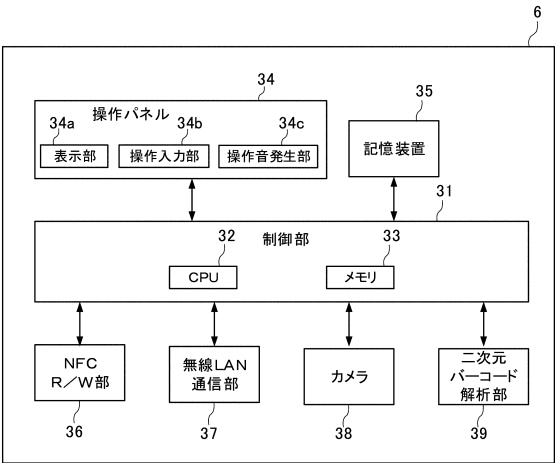 6
34
操作パネル
34a
34b
34c
表示部
操作入力部
操作音発生部
35
記憶装置
31
制御部
32
33
CPU
メモリ
NFC
R/W部
無線LAN
通信部
カメラ
二次元
バーコード
解析部
36
37
38
39